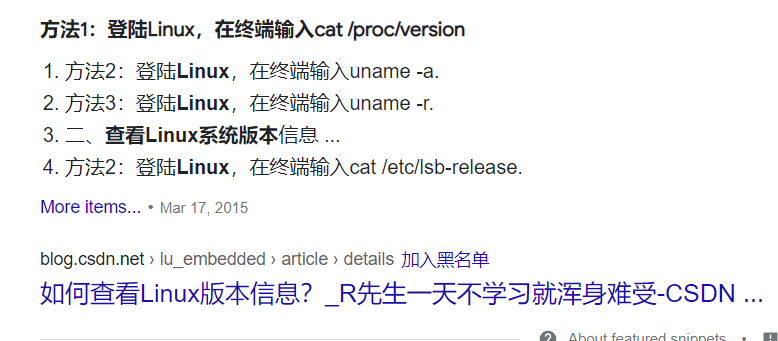 方法1：登陆Linux，在终端输入cat /proc/version
1. 方法2：登陆Linux，在终端输入uname -a.
2. 方法3：登陆Linux，在终端输入uname -r.
3. 二、查看Linux系统版本信息 ...
4. 方法2：登陆Linux，在终端输入cat /etc/lsb-release.
More items... • Mar 17, 2015
blog.csdn.net › lu_embedded › article › details 加入黑名单
如何查看Linux版本信息？_R先生一天不学习就浑身难受-CSDN ...
About featured snippets •